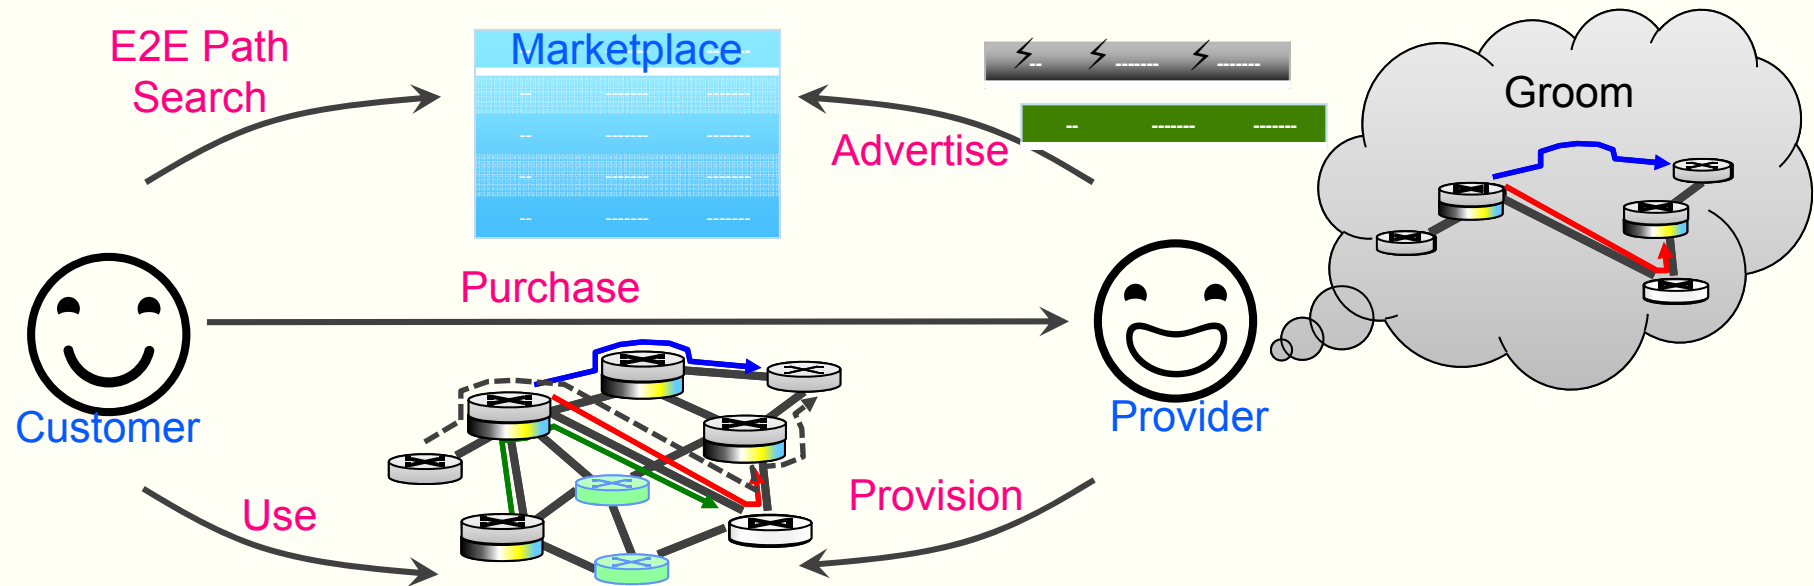 E2E Path
Search
Marketplace
-- ------- -------
-- ------- -------
-- ------- -------
-- ------- -------
-- ------- -------
-- ------- -------
Advertise
Groom
Purchase
Customer
Provider
Use
Provision